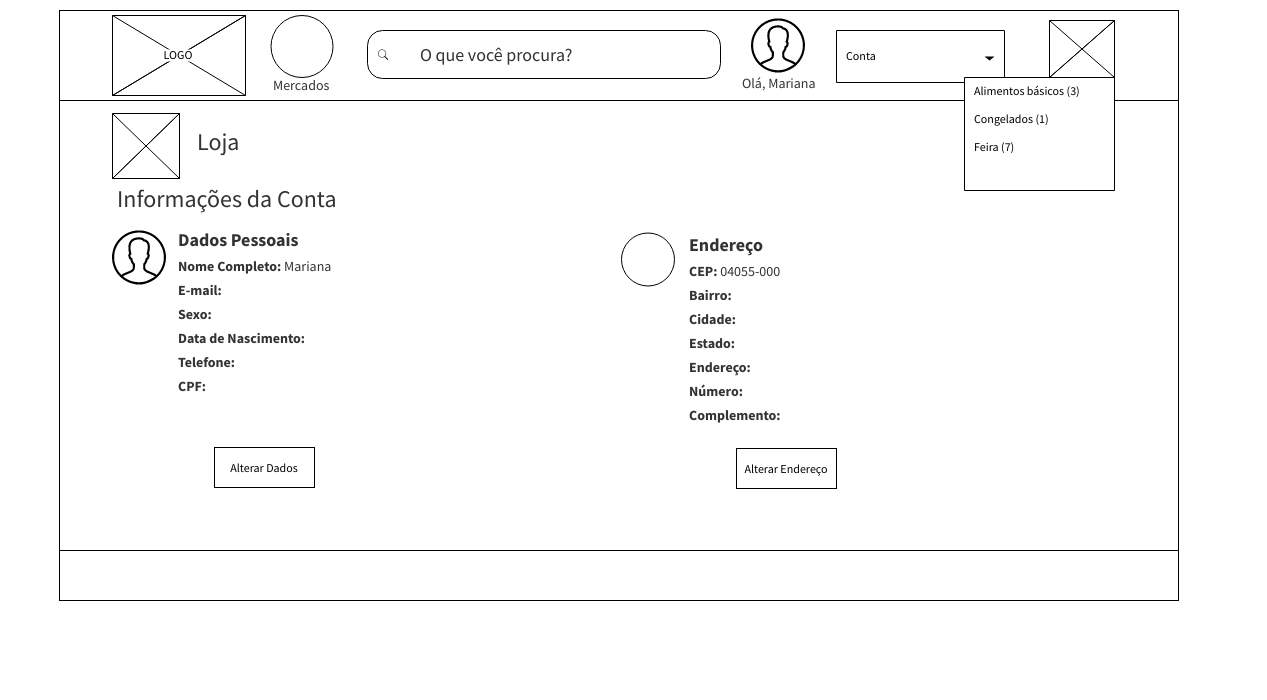 LOGO
Mercados
O que você procura?
Olá, Mariana
Conta
Alimentos básicos (3)
Congelados (1)
Feira (7)
Loja
Informações da Conta
Dados Pessoais
Nome Completo: Mariana
E-mail:
Sexo:
Data de Nascimento:
Telefone:
CPF:
Alterar Dados
Endereço
CEP: 04055-000
Bairro:
Cidade:
Estado:
Endereço:
Número:
Complemento:
Alterar Endereço